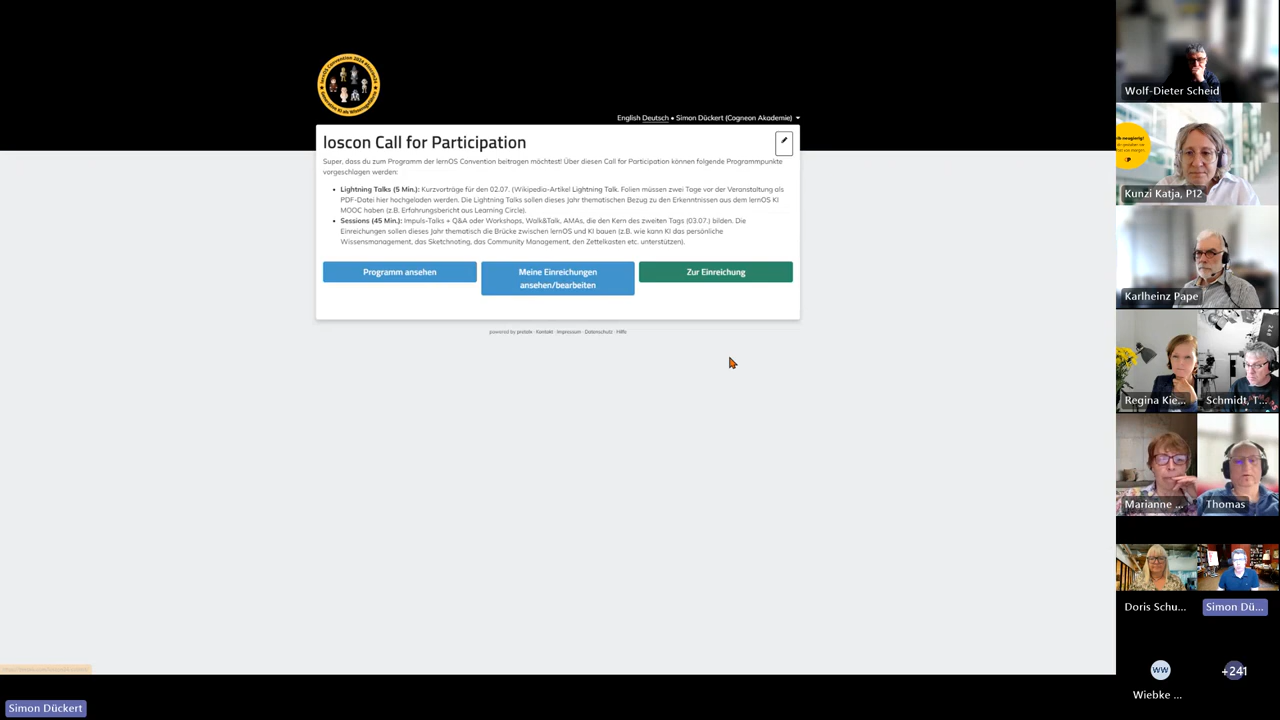 English Deutsch • Simon Dückert (Cogneon Akademie)
loscon Call for Participation
Super, dass du zum Programm der lernOS Convention beitragen möchtest! Über diesen Call for Participation können folgende Programmpunkte
vorgeschlagen werden:
• Lightning Talks (5 Min.): Kurzvorträge für den 02.07. (Wikipedia-Artikel Lightning Talk. Folien müssen zwei Tage vor der Veranstaltung als
PDF-Datei hier hochgeladen werden. Die Lightning Talks sollen dieses Jahr thematischen Bezug zu den Erkenntnissen aus dem lernOS KI
MOOC haben (z.B. Erfahrungsbericht aus Learning Circle).
• Sessions (45 Min.): Impuls-Talks + Q&A oder Workshops, Walk&Talk, AMAs, die den Kern des zweiten Tags (03.07.) bilden. Die
Einreichungen sollen dieses Jahr thematisch die Brücke zwischen lernOS und KI bauen (z.B. wie kann KI das persönliche
Wissensmanagement, das Sketchnoting, das Community Management, den Zettelkasten etc. unterstützen).
Programm ansehen
Meine Einreichungen
ansehen/bearbeiten
Zur Einreichung
powered by pretalx · Kontakt · Impressum · Datenschutz · Hilfe
Simon Dückert
Wolf-Dieter Scheid
Kunzi Katja, P12
Karlheinz Pape
Regina Kie...
Schmidt, T...
Marianne ...
Thomas
Doris Schu...
Simon Dü...
WW
+241
Wiebke ...